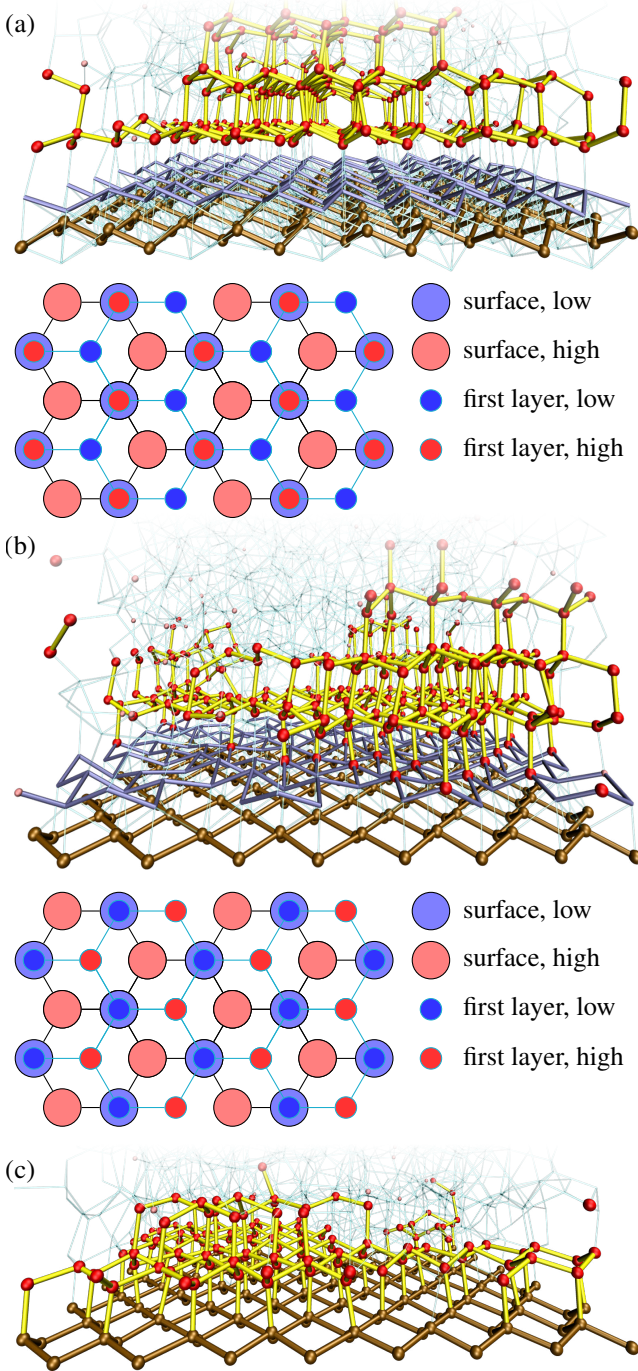 (a)
surface, low
surface, high
first layer, low
first layer, high
(b)
surface, low
surface, high
first layer, low
first layer, high
(c)